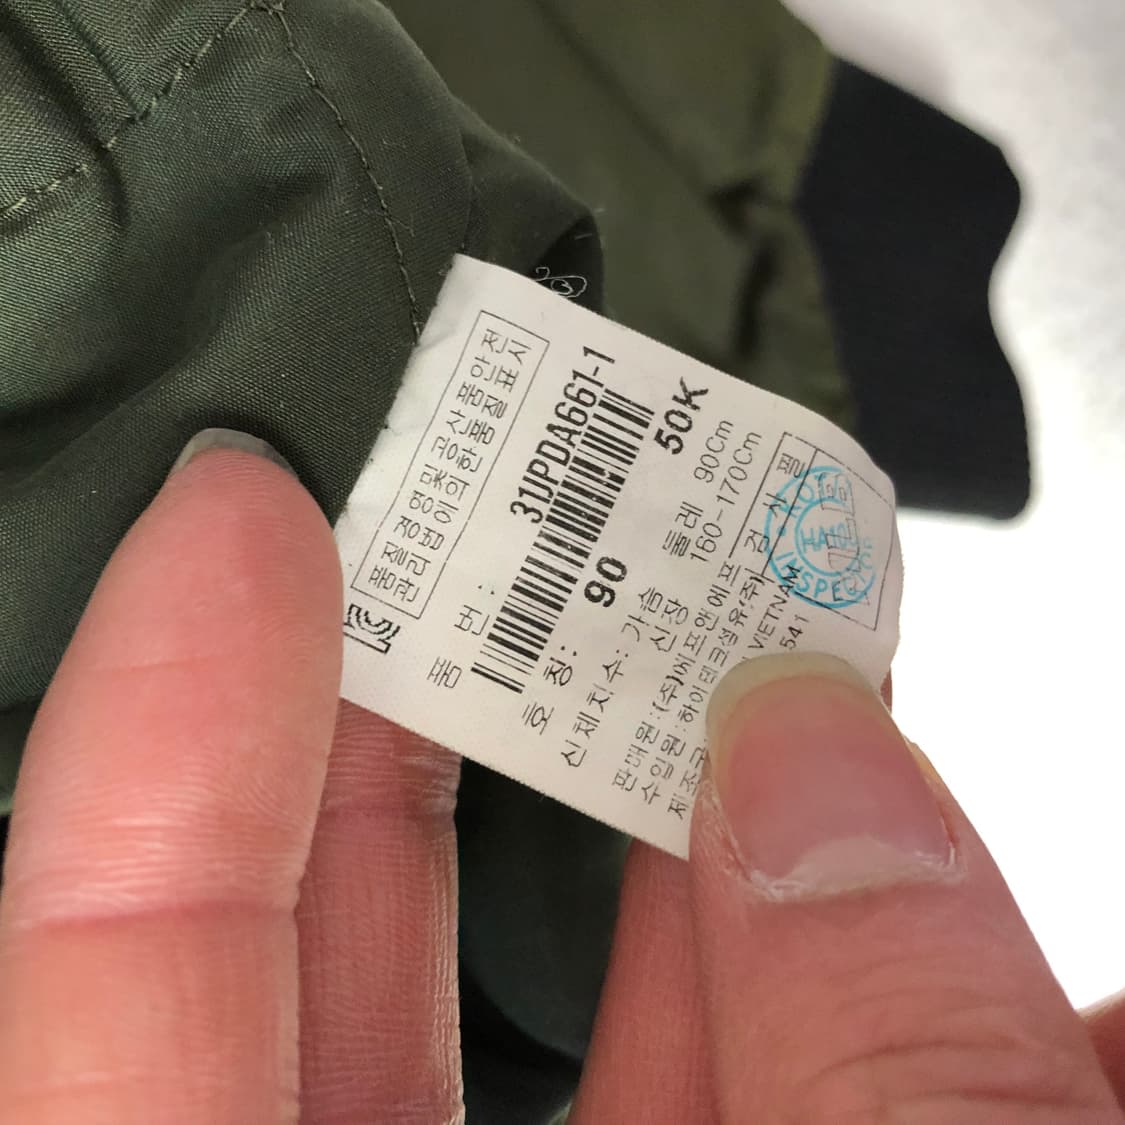 품질경영 및 공산품안전
관리법에의한품질표시
품 번 : 31JPDA661-1
50K
호 칭: 90
신체치수: 가슴둘레 90Cm
신장 160-170Cm
판매원:(주)에프앤에프
수입원:하이덴크섬유(주)
제조국
VIETNAM
541
검 사 필
INSPECTION